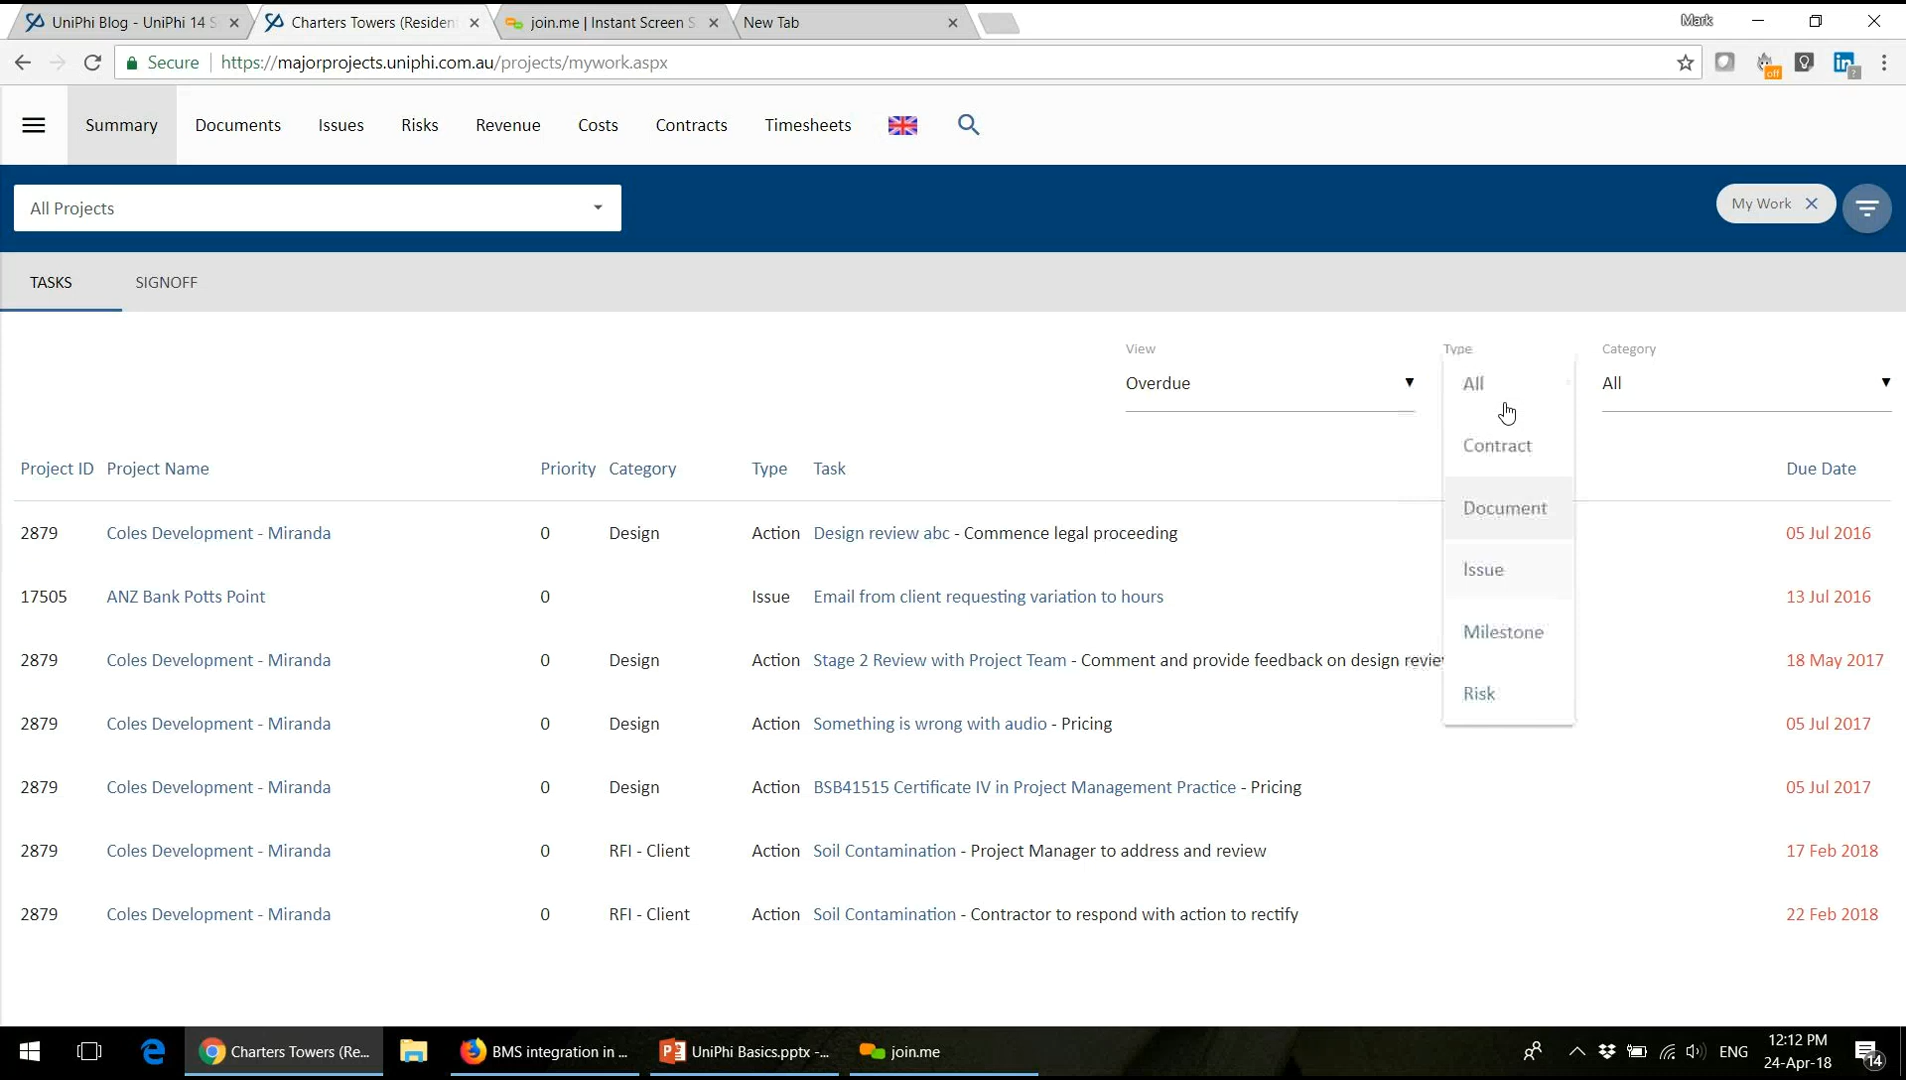 UniPhi Blog - UniPhi 14 S
Charters Towers (Residen
join.me | Instant Screen S
New Tab
Mark
Secure
https://majorprojects.uniphi.com.au/projects/mywork.aspx
off
in
?
Summary
Documents
Issues
Risks
Revenue
Costs
Contracts
Timesheets
All Projects
My Work
TASKS
SIGNOFF
View
Type
Category
Overdue
All
All
Contract
Document
Issue
Milestone
Risk
Project ID Project Name Priority Category Type Task Due Date
2879 Coles Development - Miranda 0 Design Action Design review abc - Commence legal proceeding 05 Jul 2016
17505 ANZ Bank Potts Point 0 Issue Email from client requesting variation to hours 13 Jul 2016
2879 Coles Development - Miranda 0 Design Action Stage 2 Review with Project Team - Comment and provide feedback on design review 18 May 2017
2879 Coles Development - Miranda 0 Design Action Something is wrong with audio - Pricing 05 Jul 2017
2879 Coles Development - Miranda 0 Design Action BSB41515 Certificate IV in Project Management Practice - Pricing 05 Jul 2017
2879 Coles Development - Miranda 0 RFI - Client Action Soil Contamination - Project Manager to address and review 17 Feb 2018
2879 Coles Development - Miranda 0 RFI - Client Action Soil Contamination - Contractor to respond with action to rectify 22 Feb 2018
Charters Towers (Re...
BMS integration in ...
UniPhi Basics.pptx -...
join.me
ENG
12:12 PM
24-Apr-18
14